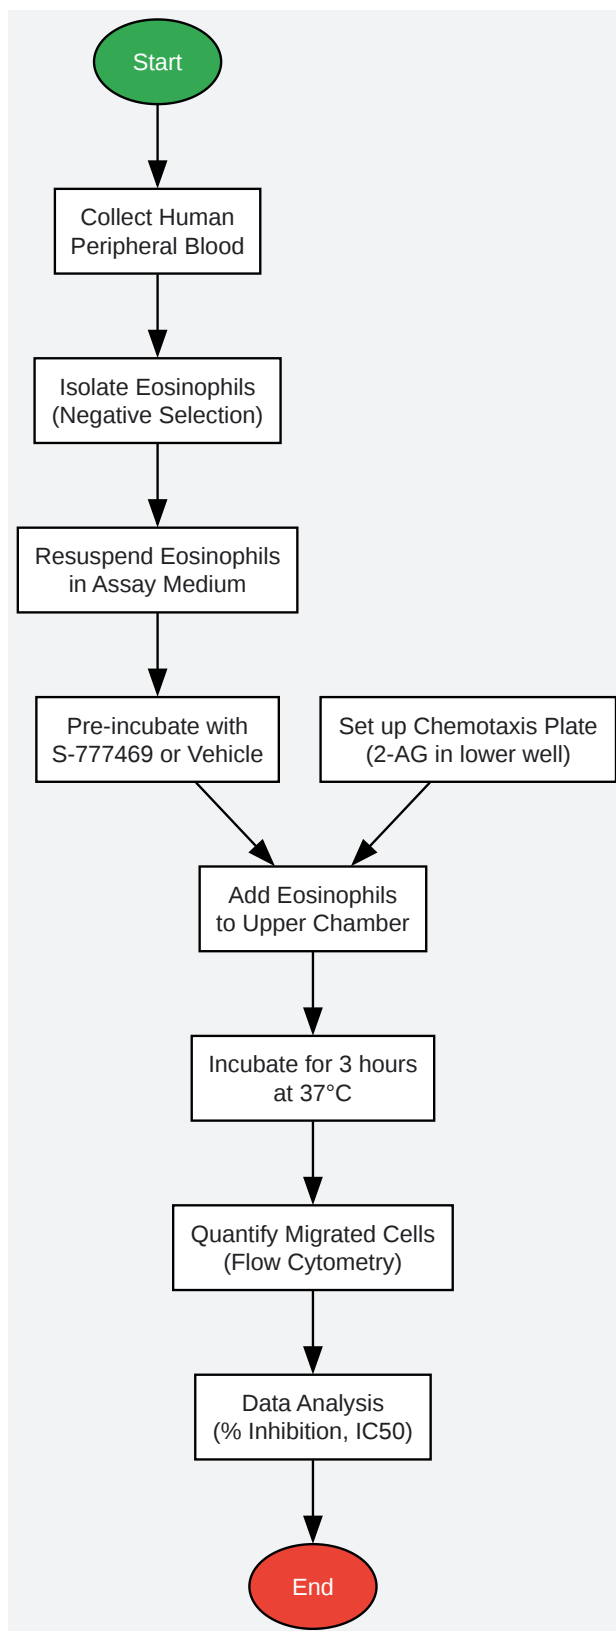 Start
Collect Human
Peripheral Blood
Isolate Eosinophils
(Negative Selection)
Resuspend Eosinophils
in Assay Medium
Pre-incubate with
S-777469 or Vehicle
Set up Chemotaxis Plate
(2-AG in lower well)
Add Eosinophils
to Upper Chamber
Incubate for 3 hours
at 37°C
Quantify Migrated Cells
(Flow Cytometry)
Data Analysis
(% Inhibition, IC50)
End